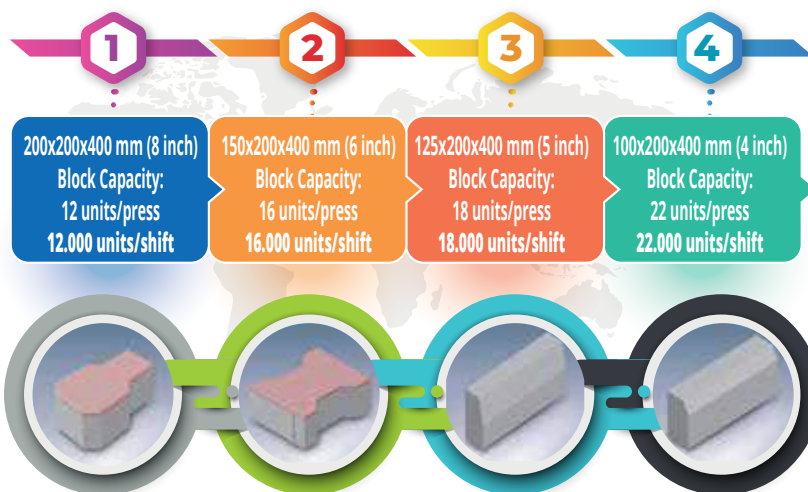 1
2
3
4
200x200x400 mm (8 inch)
Block Capacity:
12 units/press
12.000 units/shift
150x200x400 mm (6 inch)
Block Capacity:
16 units/press
16.000 units/shift
125x200x400 mm (5 inch)
Block Capacity:
18 units/press
18.000 units/shift
100x200x400 mm (4 inch)
Block Capacity:
22 units/press
22.000 units/shift